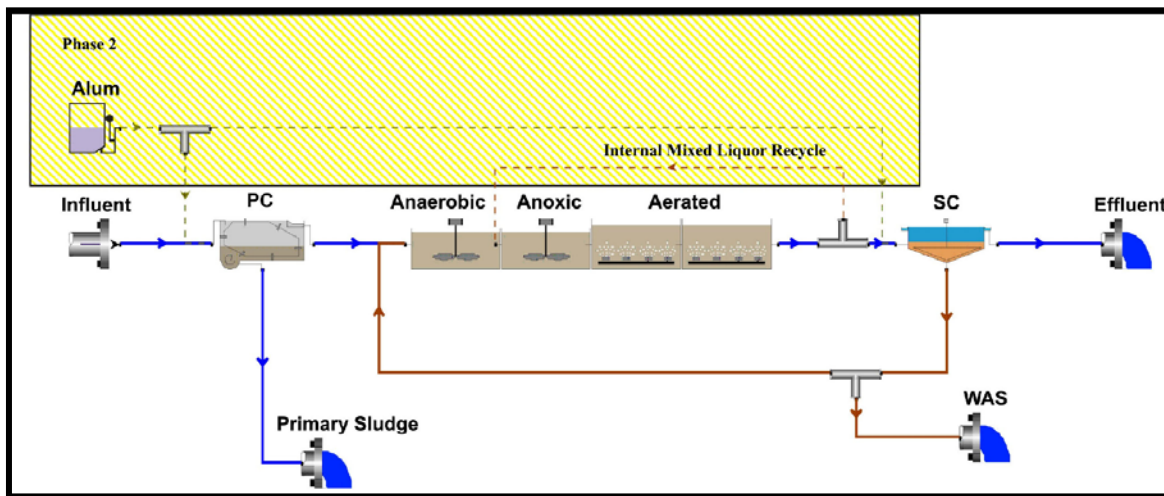 Phase 2
Alum
Internal Mixed Liquor Recycle
Influent
PC
Anaerobic
Anoxic
Aerated
SC
Effluent
Primary Sludge
WAS